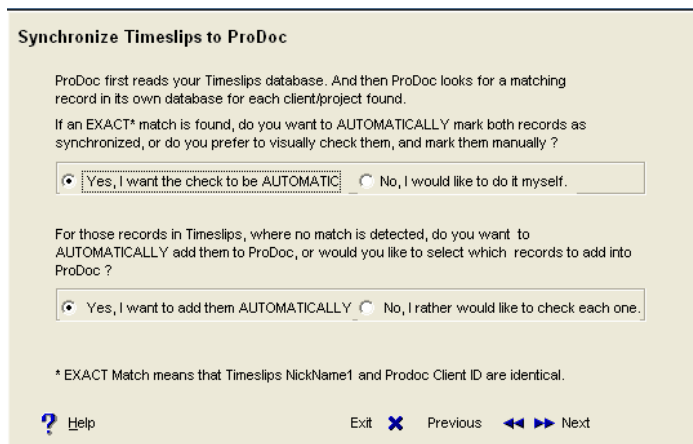 Synchronize Timeslips to ProDoc
ProDoc first reads your Timeslips database. And then ProDoc looks for a matching
record in its own database for each client/project found.
If an EXACT* match is found, do you want to AUTOMATICALLY mark both records as
synchronized, or do you prefer to visually check them, and mark them manually ?
Yes, I want the check to be AUTOMATIC No, I would like to do it myself.
For those records in Timeslips, where no match is detected, do you want to
AUTOMATICALLY add them to ProDoc, or would you like to select which records to add into
ProDoc ?
Yes, I want to add them AUTOMATICALLY No, I rather would like to check each one.
* EXACT Match means that Timeslips NickName1 and Prodoc Client ID are identical.
Help Exit Previous Next